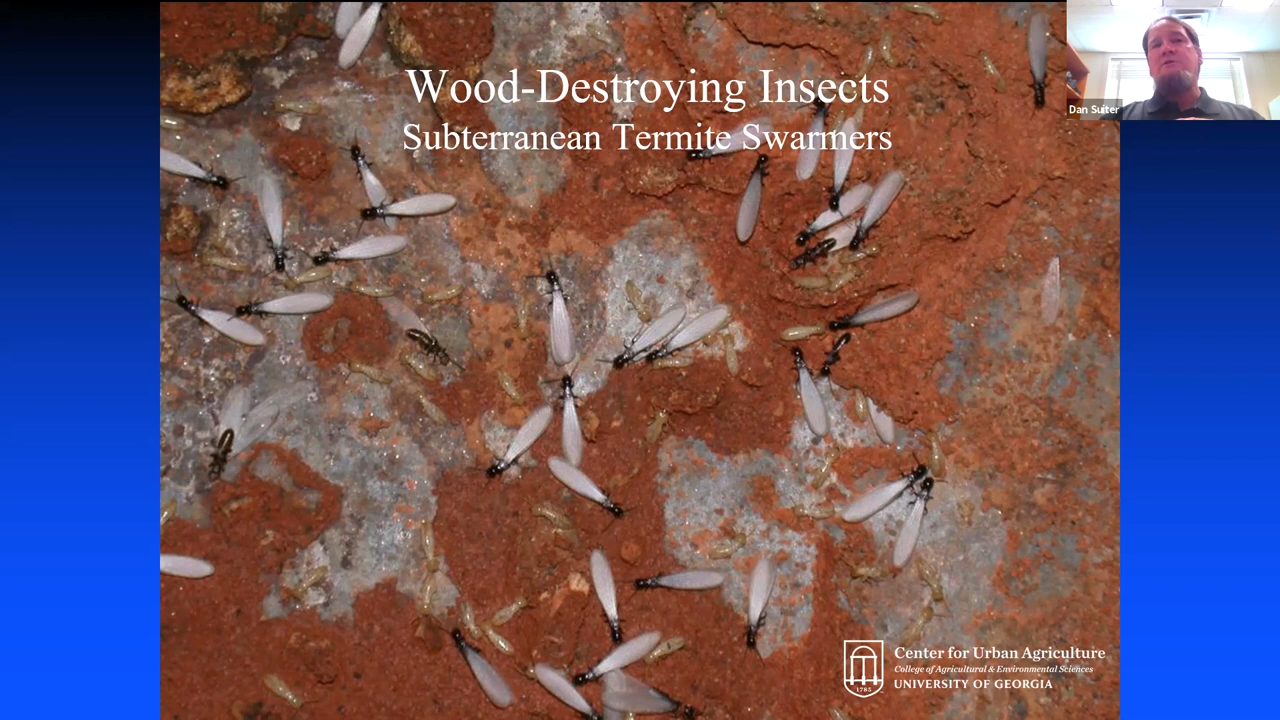 Wood-Destroying Insects
Subterranean Termite Swarmers
Dan Suiter
Center for Urban Agriculture
College of Agricultural & Environmental Sciences
UNIVERSITY OF GEORGIA
1785